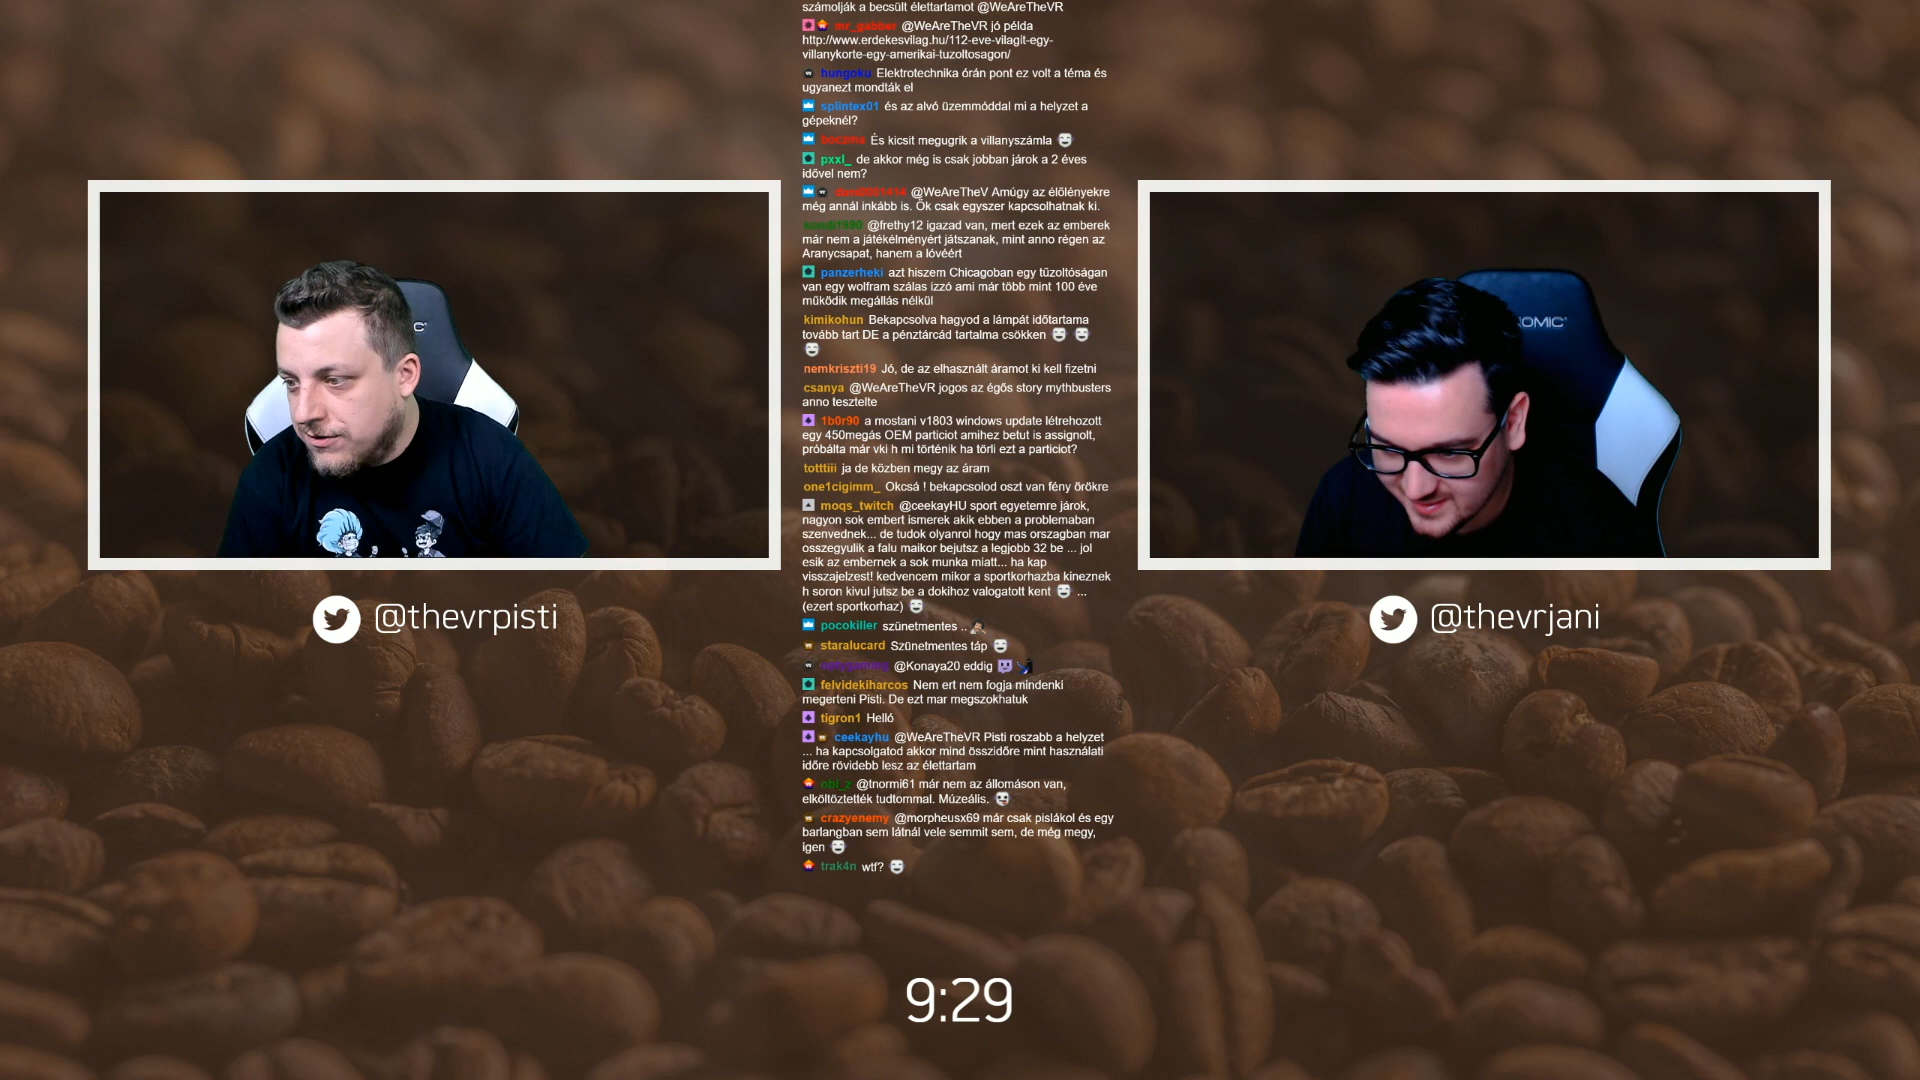 számolják a becsült élettartamot @WeAreTheVR
mr_gabber @WeAreTheVR jó példa
http://www.erdekesvilag.hu/112-eve-vilagit-egy-
villanykorte-egy-amerikai-tuzoltosagon/
hungoku Elektrotechnika órán pont ez volt a téma és
ugyanezt mondták el
splintex01 és az alvó üzemmóddal mi a helyzet a
gépeknél?
boczma És kicsit megugrik a villanyszámla
pxxl_ de akkor még is csak jobban járok a 2 éves
idővel nem?
@WeAreTheV Amúgy az élőlényekre
még annál inkább is. Ők csak egyszer kapcsolhatnak ki.
@frethy12 igazad van, mert ezek az emberek
már nem a játékélményért játszanak, mint anno régen az
Aranycsapat, hanem a lóvéért
panzerheki azt hiszem Chicagoban egy tűzoltóságan
van egy wolfram szálas izzó ami már több mint 100 éve
működik megállás nélkül
kimikohun Bekapcsolva hagyod a lámpát időtartama
tovább tart DE a pénztárcád tartalma csökken
nemkriszti19 Jó, de az elhasznált áramot ki kell fizetni
csanya @WeAreTheVR jogos az égős story mythbusters
anno tesztelte
1b0r90 a mostani v1803 windows update létrehozott
egy 450megás OEM particiot amihez betut is assignolt,
próbálta már vki h mi történik ha törli ezt a particiot?
totttiii ja de közben megy az áram
one1cigimm_ Okcsá ! bekapcsolod oszt van fény örökre
moqs_twitch @ceekayHU sport egyetemre járok,
nagyon sok embert ismerek akik ebben a problemaban
szenvednek... de tudok olyanrol hogy mas orszagban mar
osszegyulik a falu maikor bejutsz a legjobb 32 be ... jol
esik az embernek a sok munka miatt... ha kap
visszajelzest! kedvencem mikor a sportkorhazba kineznek
h soron kivul jutsz be a dokihoz valogatott kent ...
(ezert sportkorhaz)
pocokiller szünetmentes ..
staralucard Szünetmentes táp
@Konaya20 eddig
felvidekiharcos Nem ert nem fogja mindenki
megerteni Pisti. De ezt mar megszokhatuk
tigron1 Helló
ceekayhu @WeAreTheVR Pisti roszabb a helyzet
... ha kapcsolgatod akkor mind összidőre mint használati
időre rövidebb lesz az élettartam
obi_z @tnormi61 már nem az állomáson van,
elköltöztették tudtommal. Múzeális.
crazyenemy @morpheusx69 már csak pislákol és egy
barlangban sem látnál vele semmit sem, de még megy,
igen
trak4n wtf?
@thevrpisti
@thevrjani
9:29